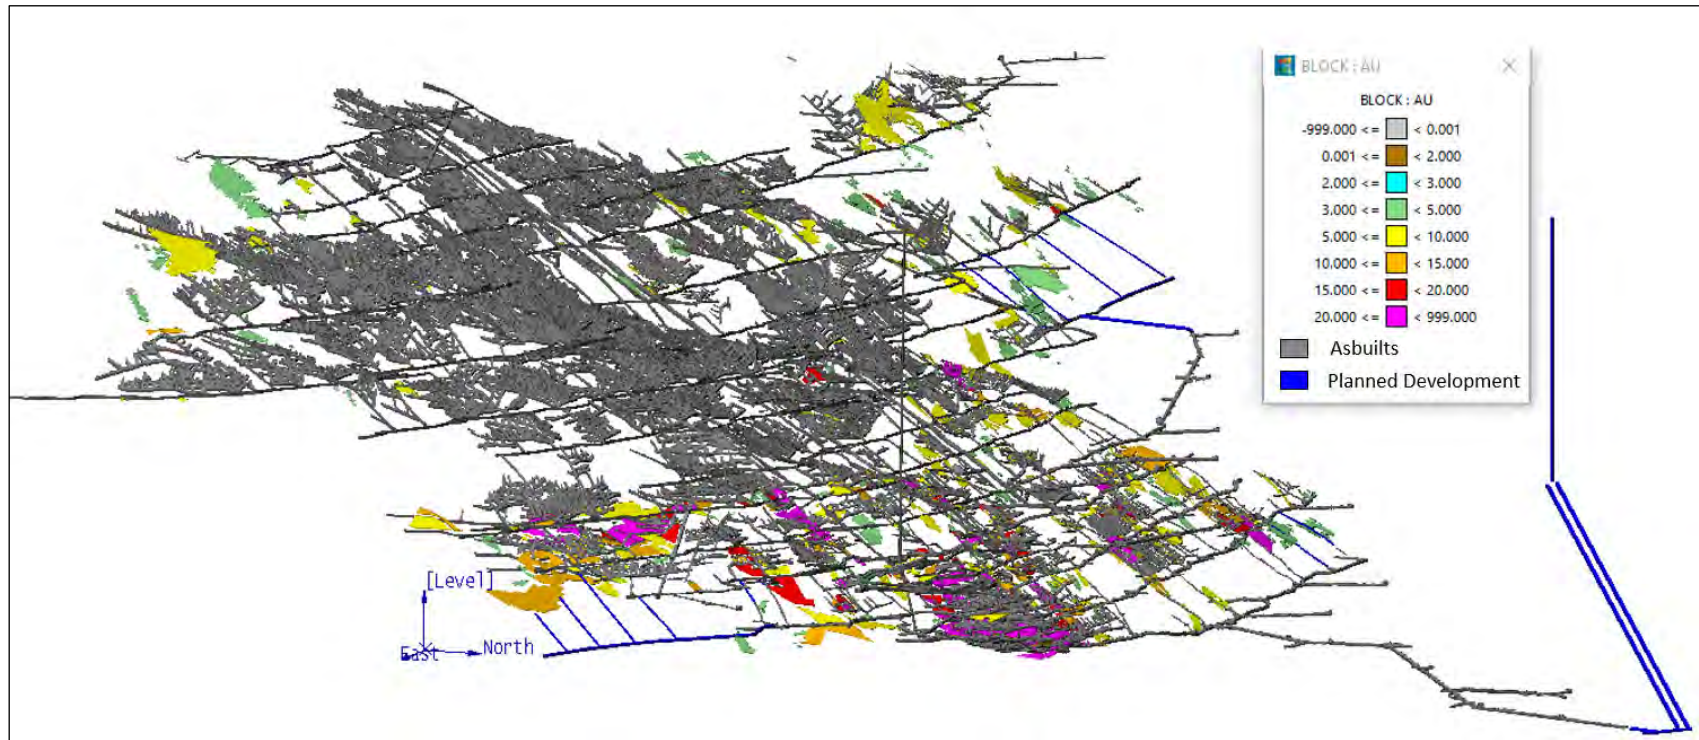 BLOCK : AU
BLOCK : AU
-999.000 <= < 0.001
0.001 <= < 2.000
2.000 <= < 3.000
3.000 <= < 5.000
5.000 <= < 10.000
10.000 <= < 15.000
15.000 <= < 20.000
20.000 <= < 999.000
Asbuilts
Planned Development
[Level]
East
North